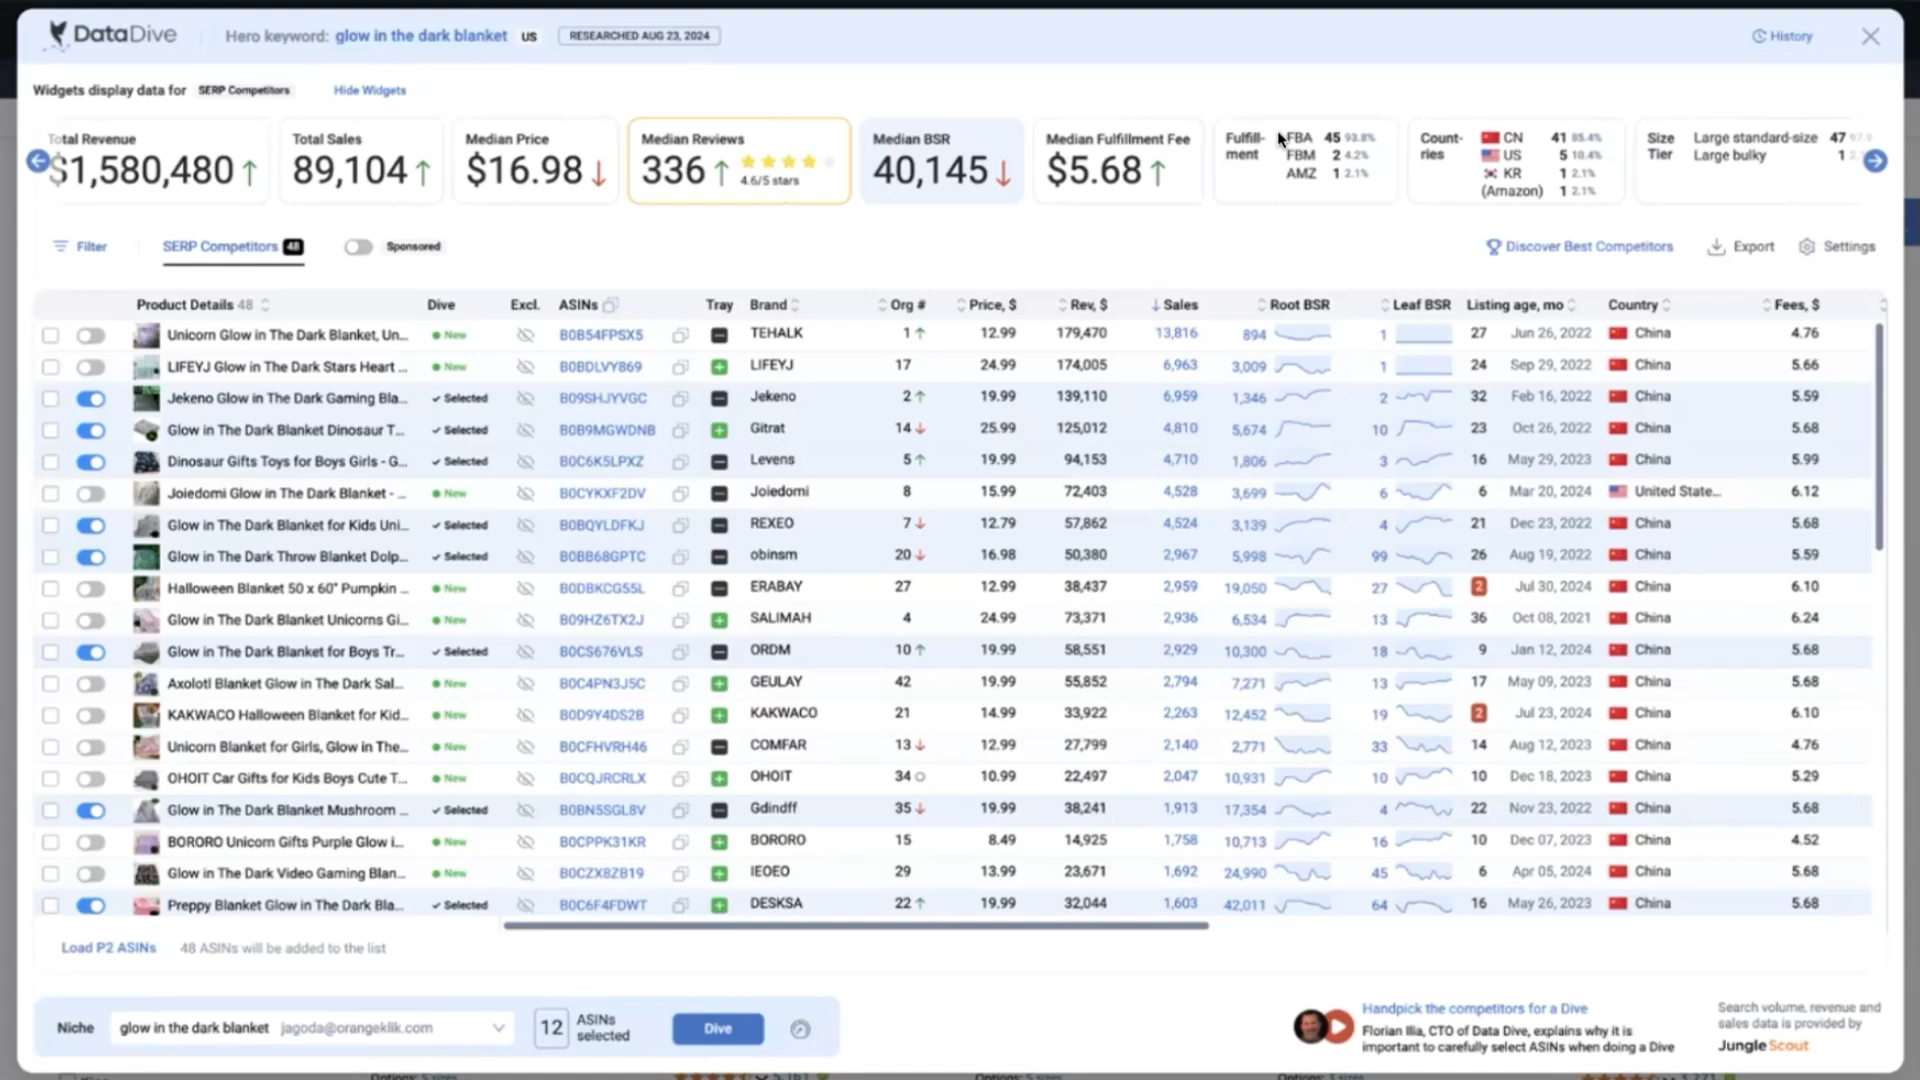 DataDive Hero keyword: glow in the dark blanket US RESEARCHED AUG 23, 2024 History
Widgets display data for SERP Competitors Hide Widgets
Total Revenue $1,580,480
Total Sales 89,104
Median Price $16.98
Median Reviews 336 4.6/5 stars
Median BSR 40,145
Median Fulfillment Fee $5.68
Fulfill-ment FBA 45 93.8% FBM 2 4.2% AMZ 1 2.1%
Count-ries CN 41 85.4% US 5 10.4% KR 1 2.1% (Amazon) 1 2.1%
Size Tier Large standard-size 47 Large bulky 1
Filter SERP Competitors 48 Sponsored Discover Best Competitors Export Settings
Product Details 48 Dive Excl. ASINs Tray Brand Org # Price, $ Rev, $ Sales Root BSR Leaf BSR Listing age, mo Country Fees, $
Unicorn Glow in The Dark Blanket, Un... New B0B54FPSX5 TEHALK 1 12.99 179,470 13,816 894 1 27 Jun 26, 2022 China 4.76
LIFEYJ Glow in The Dark Stars Heart ... New B0BDLVY869 LIFEYJ 17 24.99 174,005 6,963 3,009 1 24 Sep 29, 2022 China 5.66
Jekeno Glow in The Dark Gaming Bla... Selected B09SHJYVGC Jekeno 2 19.99 139,110 6,959 1,346 2 32 Feb 16, 2022 China 5.59
Glow in The Dark Blanket Dinosaur T... Selected B0B9MGWDNB Gitrat 14 25.99 125,012 4,810 5,674 10 23 Oct 26, 2022 China 5.68
Dinosaur Gifts Toys for Boys Girls - G... Selected B0C6K5LPXZ Levens 5 19.99 94,153 4,710 1,806 3 16 May 29, 2023 China 5.99
Joiedomi Glow in The Dark Blanket - ... New B0CYKXF2DV Joiedomi 8 15.99 72,403 4,528 3,699 6 6 Mar 20, 2024 United State... 6.12
Glow in The Dark Blanket for Kids Uni... Selected B0BQYLDFKJ REXEO 7 12.79 57,862 4,524 3,139 4 21 Dec 23, 2022 China 5.68
Glow in The Dark Throw Blanket Dolp... Selected B0BB68GPTC obinsm 20 16.98 50,380 2,967 5,998 99 26 Aug 19, 2022 China 5.59
Halloween Blanket 50 x 60" Pumpkin ... New B0DBKCG55L ERABAY 27 12.99 38,437 2,959 19,050 27 2 Jul 30, 2024 China 6.10
Glow in The Dark Blanket Unicorns Gi... New B09HZ6TX2J SALIMAH 4 24.99 73,371 2,936 6,534 13 36 Oct 08, 2021 China 6.24
Glow in The Dark Blanket for Boys Tr... Selected B0CS676VLS ORDM 10 19.99 58,551 2,929 10,300 18 9 Jan 12, 2024 China 5.68
Axolotl Blanket Glow in The Dark Sal... New B0C4PN3J5C GEULAY 42 19.99 55,852 2,794 7,271 13 17 May 09, 2023 China 5.68
KAKWACO Halloween Blanket for Kid... New B0D9Y4DS2B KAKWACO 21 14.99 33,922 2,263 12,452 19 2 Jul 23, 2024 China 6.10
Unicorn Blanket for Girls, Glow in The... New B0CFHVRH46 COMFAR 13 12.99 27,799 2,140 2,771 33 14 Aug 12, 2023 China 4.76
OHOIT Car Gifts for Kids Boys Cute T... New B0CQJRCRLX OHOIT 34 10.99 22,497 2,047 10,931 10 10 Dec 18, 2023 China 5.29
Glow in The Dark Blanket Mushroom ... Selected B0BN5SGL8V Gdindff 35 19.99 38,241 1,913 17,354 4 22 Nov 23, 2022 China 5.68
BORORO Unicorn Gifts Purple Glow i... New B0CPPK31KR BORORO 15 8.49 14,925 1,758 10,713 16 10 Dec 07, 2023 China 4.52
Glow in The Dark Video Gaming Blan... New B0CZX8ZB19 IEOEO 29 13.99 23,671 1,692 24,990 45 6 Apr 05, 2024 China 5.68
Preppy Blanket Glow in The Dark Bla... Selected B0C6F4FDWT DESKSA 22 19.99 32,044 1,603 42,011 64 16 May 26, 2023 China 5.68
Load P2 ASINs 48 ASINs will be added to the list
Niche glow in the dark blanket jagoda@orangeklik.com 12 ASINs selected Dive
Handpick the competitors for a Dive
Florian Ilia, CTO of Data Dive, explains why it is
important to carefully select ASINs when doing a Dive
Search volume, revenue and
sales data is provided by
Jungle Scout